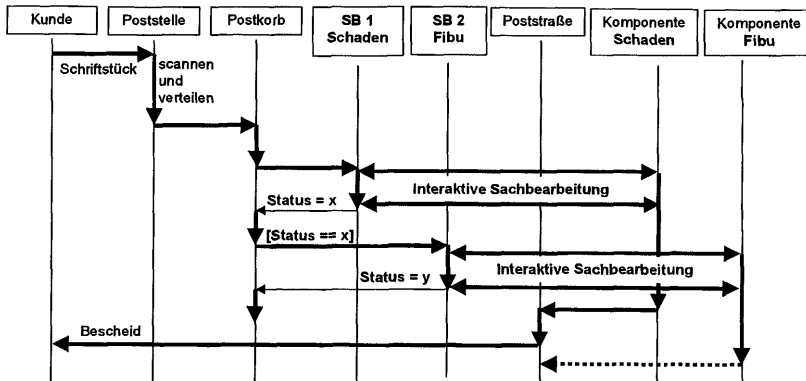 Kunde
Poststelle
Postkorb
SB 1
Schaden
SB 2
Fibu
Poststraße
Komponente
Schaden
Komponente
Fibu
Schriftstück
scannen
und
verteilen
Interaktive Sachbearbeitung
Status = x
[Status == x]
Interaktive Sachbearbeitung
Status = y
Bescheid